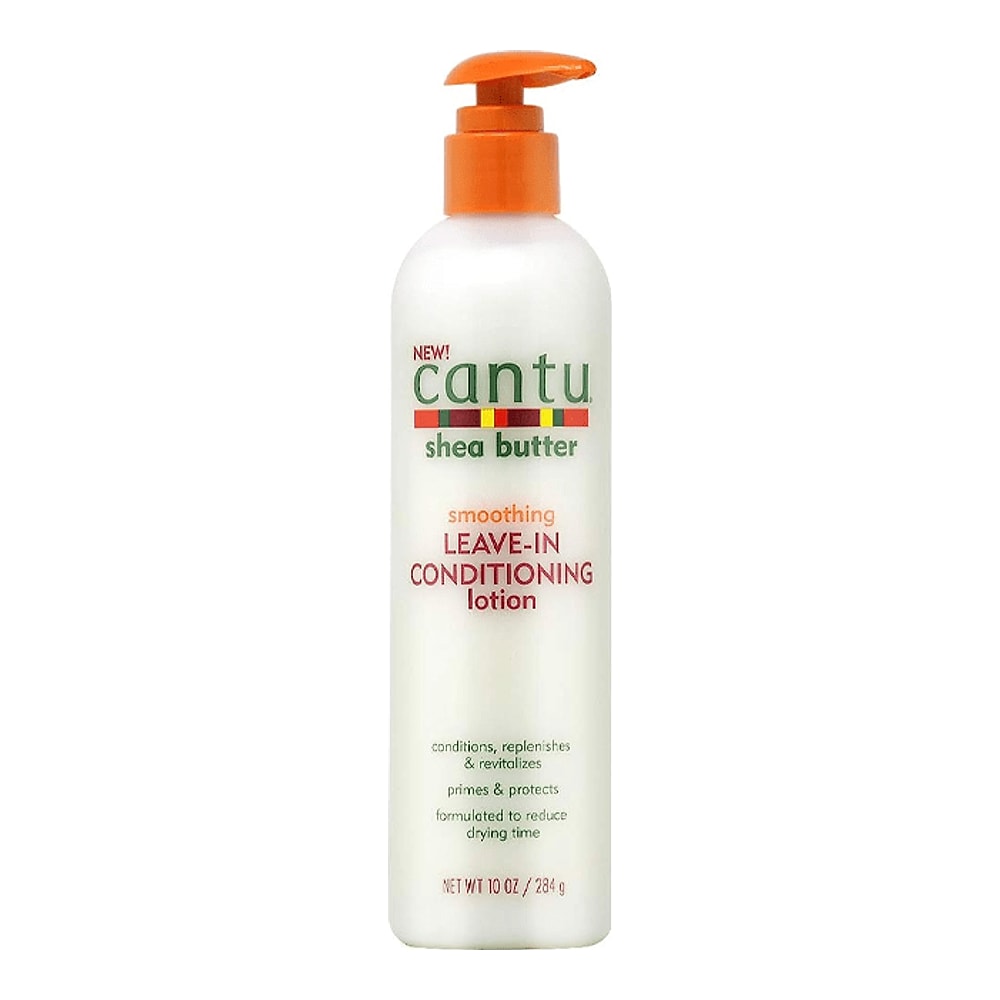 NEW!
cantu
shea butter
smoothing
LEAVE-IN
CONDITIONING
lotion
conditions, replenishes
& revitalizes
primes & protects
formulated to reduce
drying time
NET WT 10 OZ / 284 g